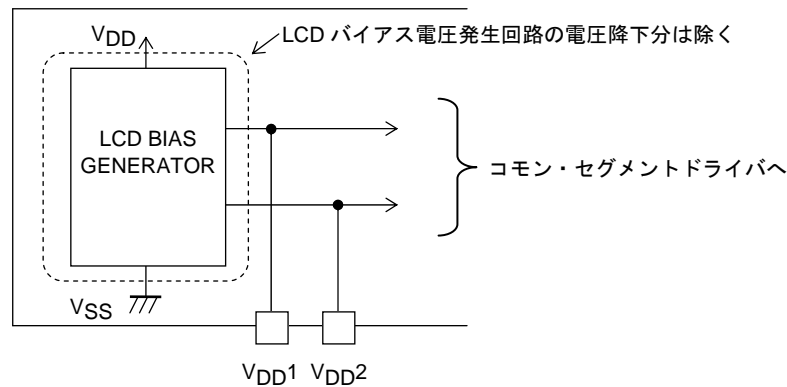 VDD
LCD バイアス電圧発生回路の電圧降下分は除く
LCD BIAS
GENERATOR
コモン・セグメントドライバへ
VSS
VDD1 VDD2